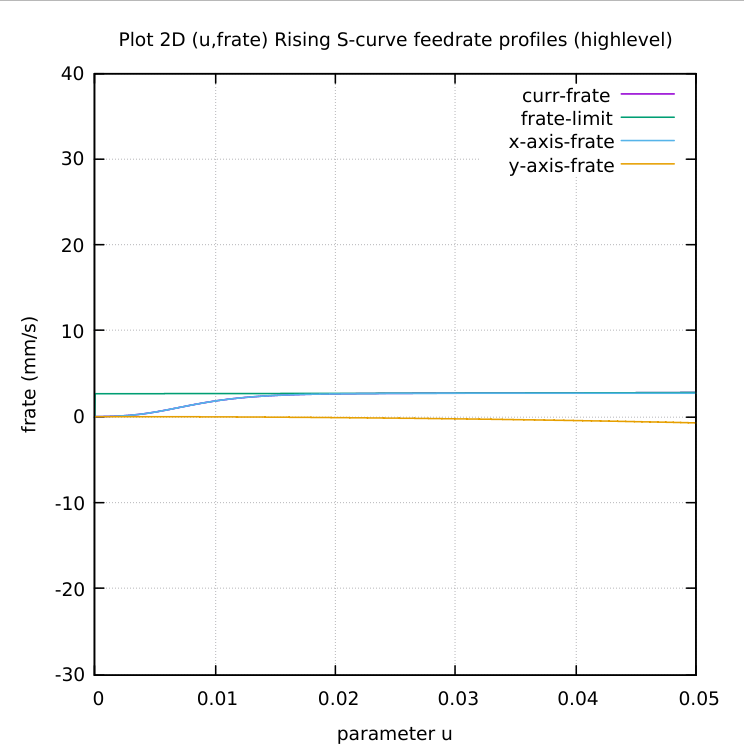 Plot 2D (u,frate) Rising S-curve feedrate profiles (highlevel)
40
30
20
10
0
-10
-20
-30
frate (mm/s)
curr-frate
frate-limit
x-axis-frate
y-axis-frate
0 0.01 0.02 0.03 0.04 0.05
parameter u